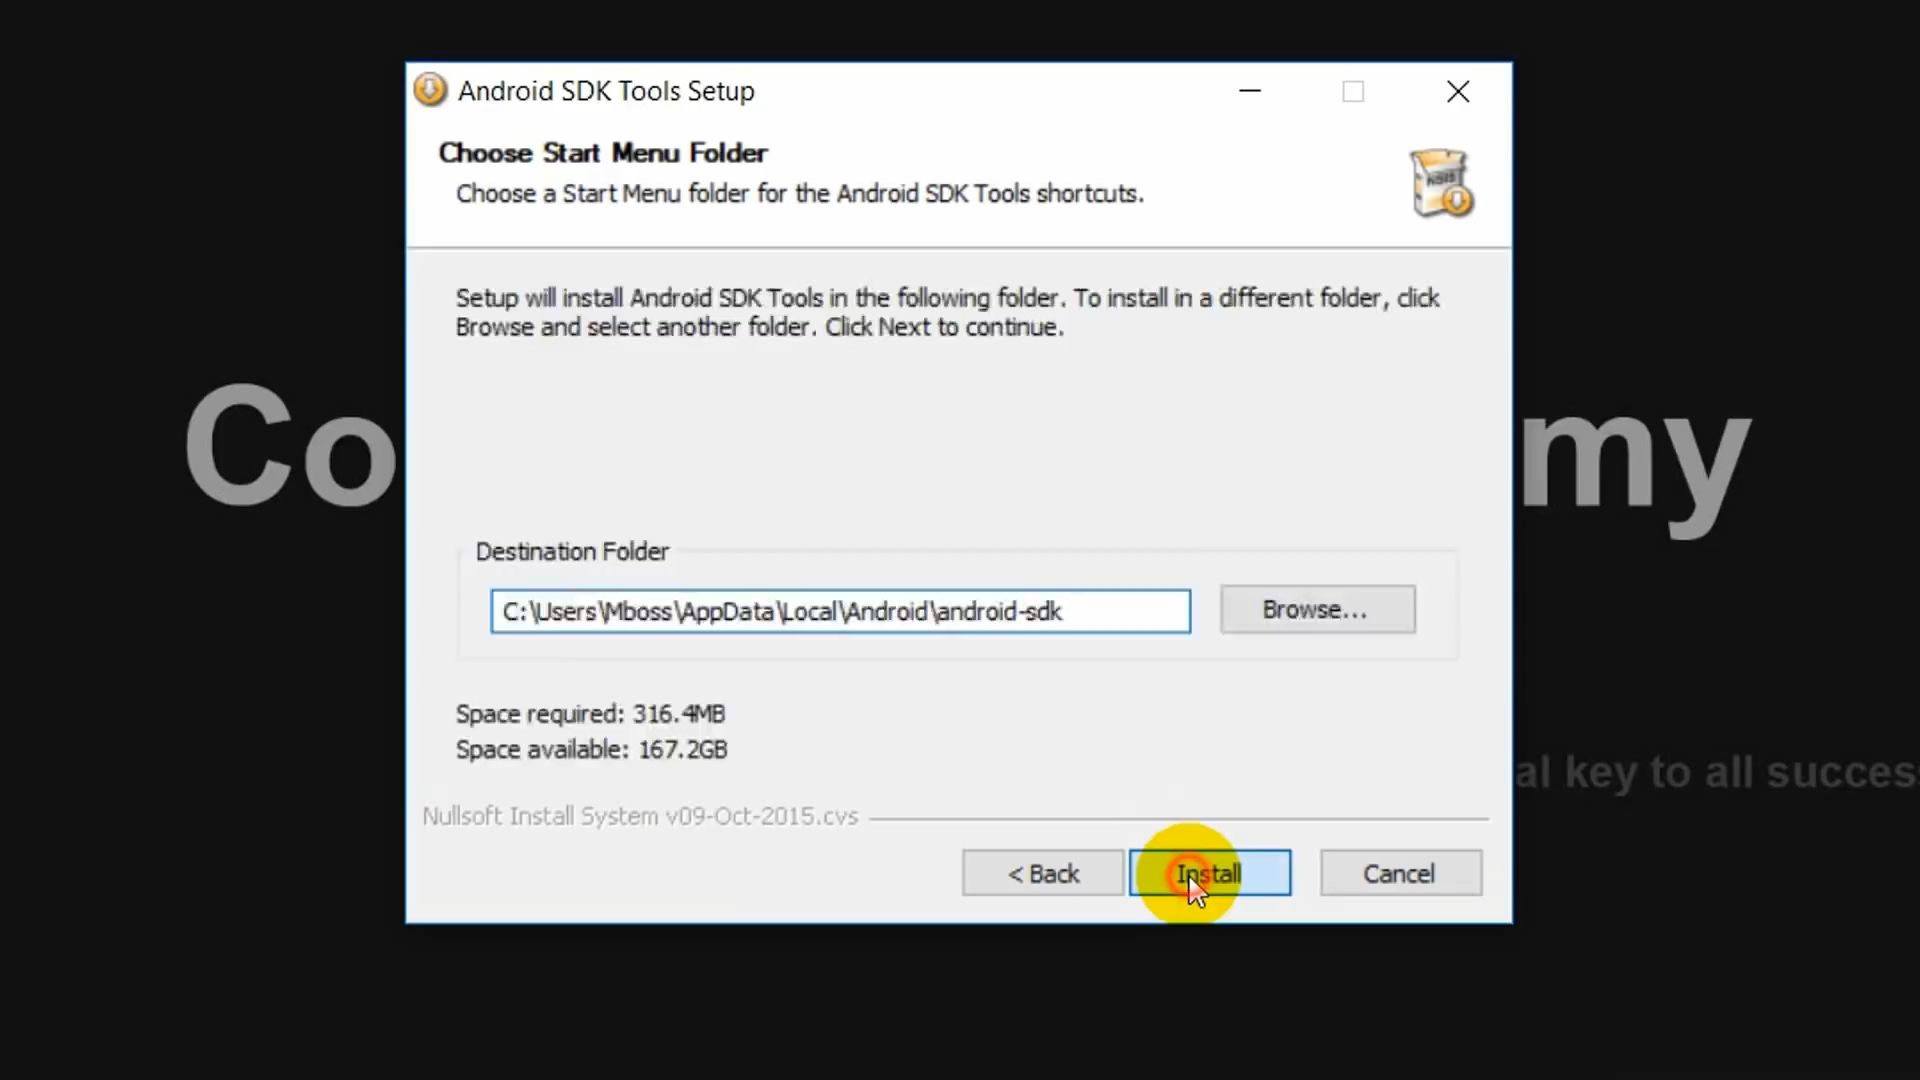 Android SDK Tools Setup
Choose Start Menu Folder
Choose a Start Menu folder for the Android SDK Tools shortcuts.
Setup will install Android SDK Tools in the following folder. To install in a different folder, click
Browse and select another folder. Click Next to continue.
Co
my
Destination Folder
C:\Users\Mboss\AppData\Local\Android\android-sdk
Browse...
Space required: 316.4MB
Space available: 167.2GB
al key to all succes
Nullsoft Install System v09-Oct-2015.cvs
< Back
Install
Cancel